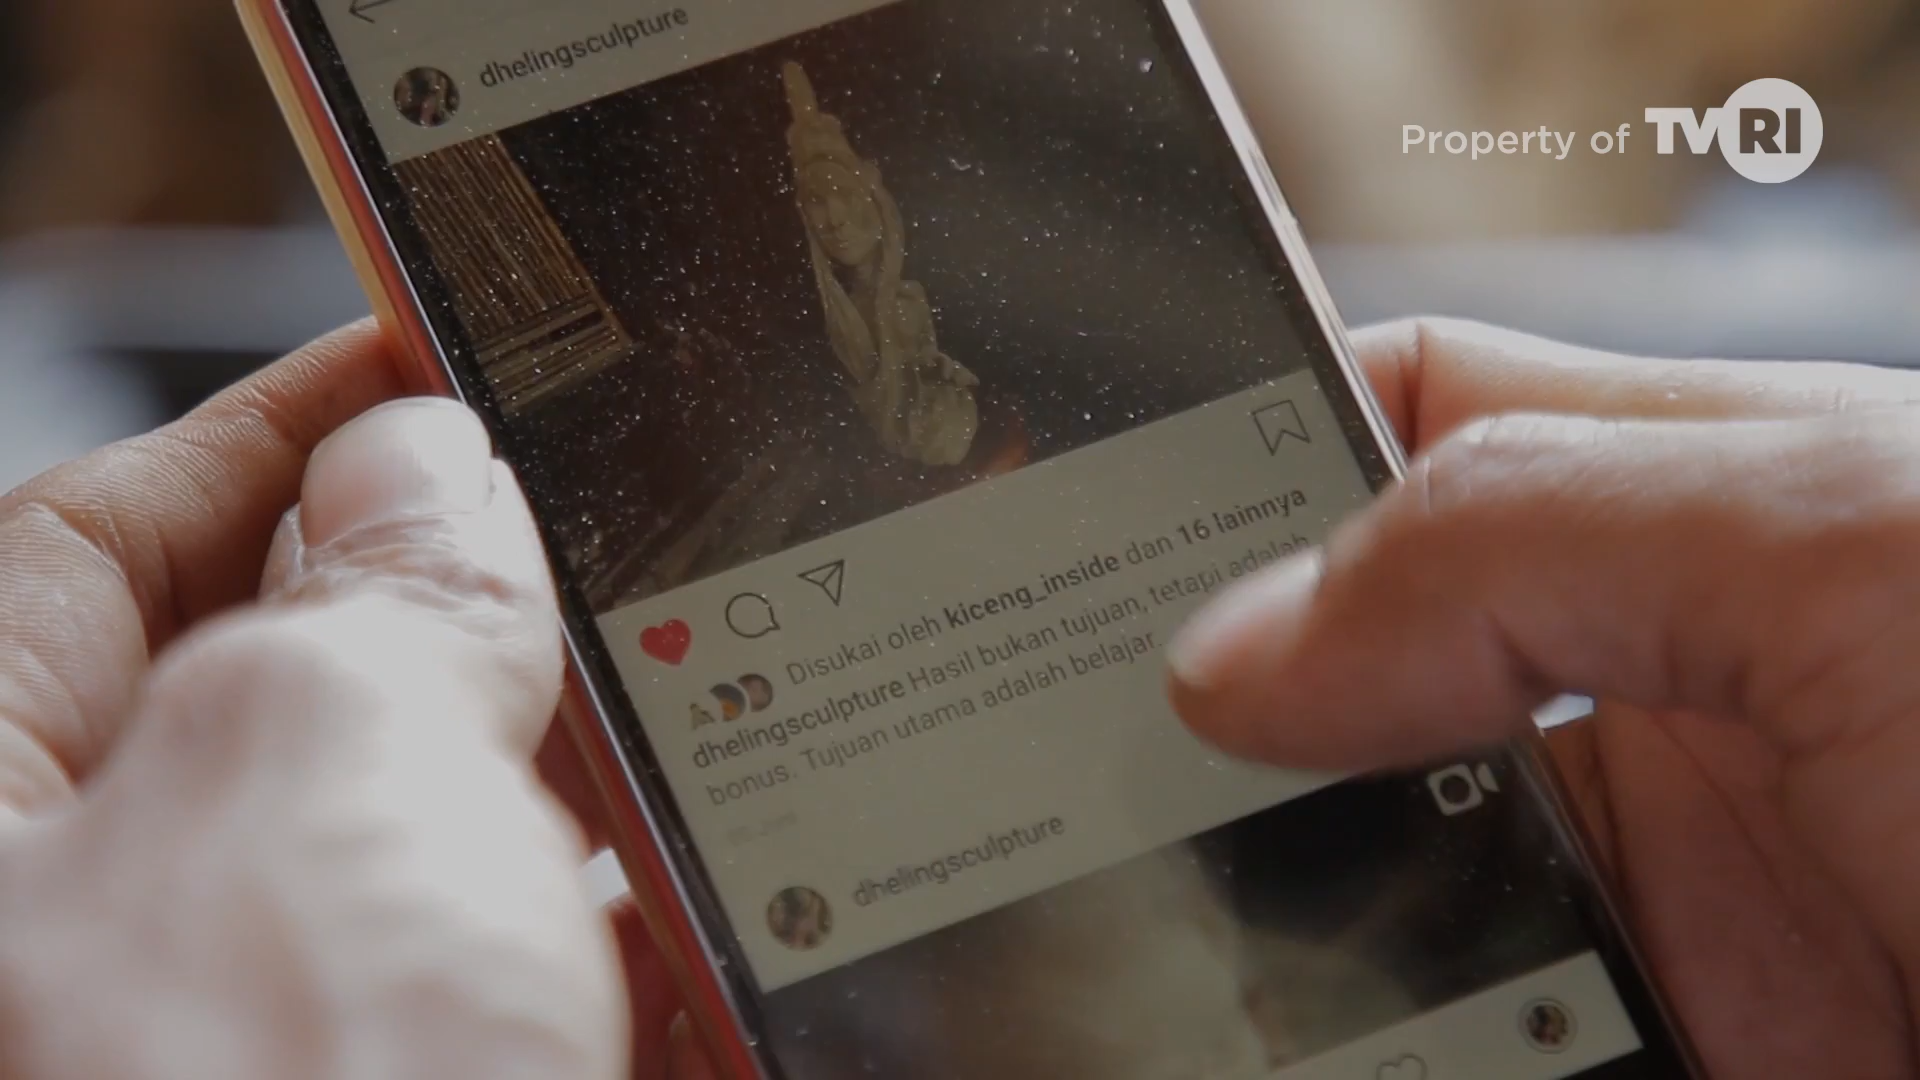 dhelingsculpture
Property of TVRI
Disukai oleh kiceng_inside dan 16 lainnya
dhelingsculpture Hasil bukan tujuan, tetapi adalah
bonus. Tujuan utama adalah belajar.
dhelingsculpture